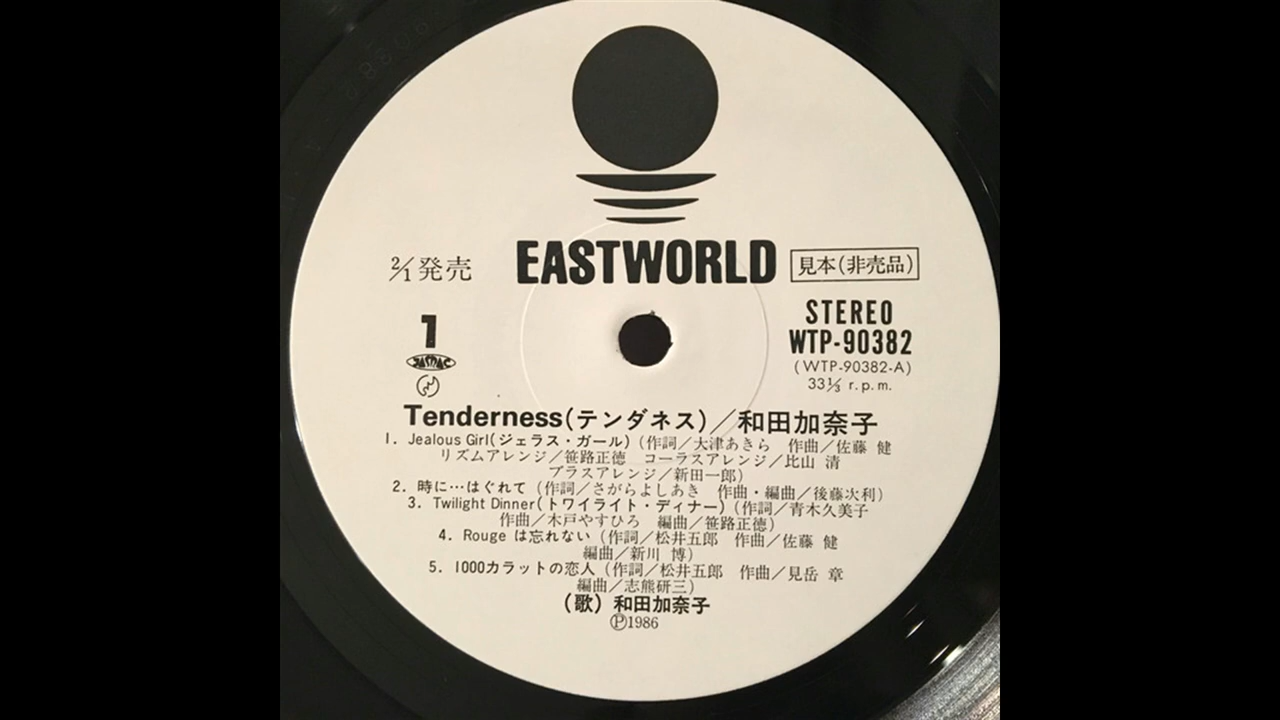 EASTWORLD
2/1発売
見本(非売品)
1
JASRAC
STEREO
WTP-90382
(WTP-90382-A)
33⅓ r.p.m.
Tenderness(テンダネス)／和田加奈子
1. Jealous Girl(ジェラス・ガール)(作詞／大津あきら 作曲／佐藤 健
リズムアレンジ／笹路正徳 コーラスアレンジ／比山 清
ブラスアレンジ／新田一郎)
2. 時に…はぐれて (作詞／さがらよしあき 作曲・編曲／後藤次利)
3. Twilight Dinner(トワイライト・ディナー)(作詞／青木久美子
作曲／木戸やすひろ 編曲／笹路正徳)
4. Rouge は忘れない (作詞／松井五郎 作曲／佐藤 健
編曲／新川 博)
5. 1000カラットの恋人 (作詞／松井五郎 作曲／見岳 章
編曲／志熊研三)
(歌) 和田加奈子
Ⓟ1986